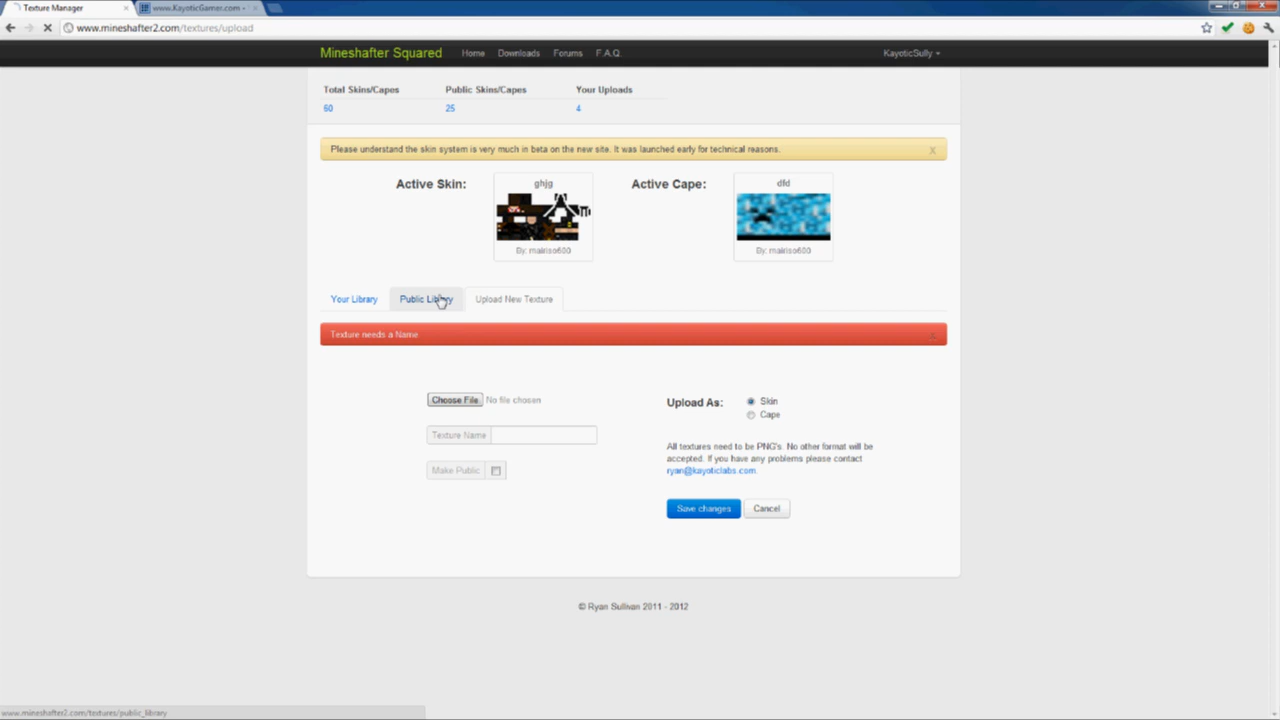 Texture Manager
www.KayoticGamer.com -
www.mineshafter2.com/textures/upload
Mineshafter Squared Home Downloads Forums F.A.Q. KayoticSully
Total Skins/Capes Public Skins/Capes Your Uploads
60 25 4
Please understand the skin system is very much in beta on the new site. It was launched early for technical reasons. x
Active Skin: ghjg Active Cape: dfd
By: mairiso600 By: mairiso600
Your Library Public Library Upload New Texture
Texture needs a Name x
Choose File No file chosen Upload As: Skin
Cape
Texture Name
All textures need to be PNG's. No other format will be
accepted. If you have any problems please contact
Make Public ryan@kayoticlabs.com
Save changes Cancel
© Ryan Sullivan 2011 - 2012
www.mineshafter2.com/textures/public_library